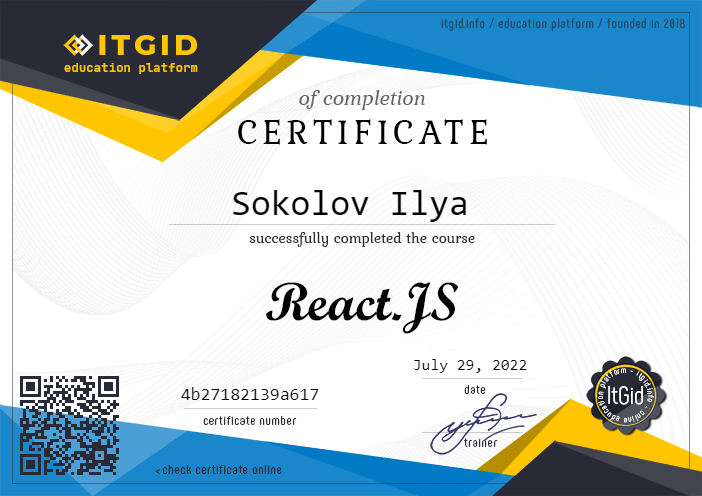 itgid.info / education platform / founded in 2018
ITGID
education platform
of completion
CERTIFICATE
Sokolov Ilya
successfully completed the course
React.JS
July 29, 2022
date
4b27182139a617
certificate number
trainer
< check certificate online
ItGid
online education platform - itgid.info -